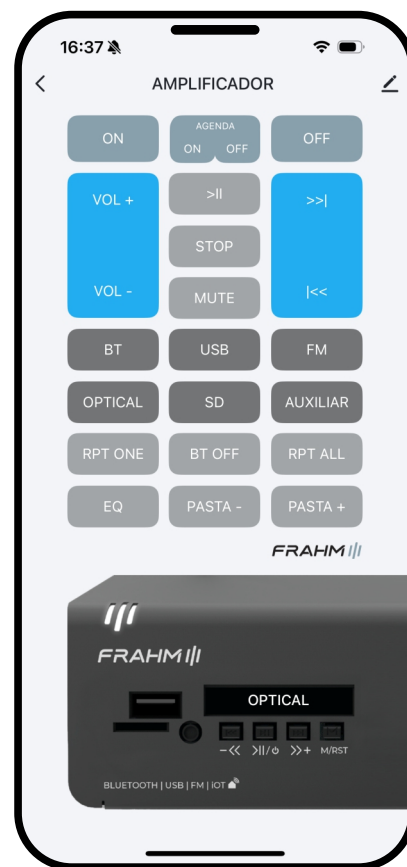 16:37
AMPLIFICADOR
ON
AGENDA
ON OFF
OFF
VOL +
>II
>>|
STOP
VOL -
MUTE
|<<
BT
USB
FM
OPTICAL
SD
AUXILIAR
RPT ONE
BT OFF
RPT ALL
EQ
PASTA -
PASTA +
FRAHM
FRAHM
OPTICAL
-<< >II/⏻ >>+ M/RST
BLUETOOTH | USB | FM | iOT